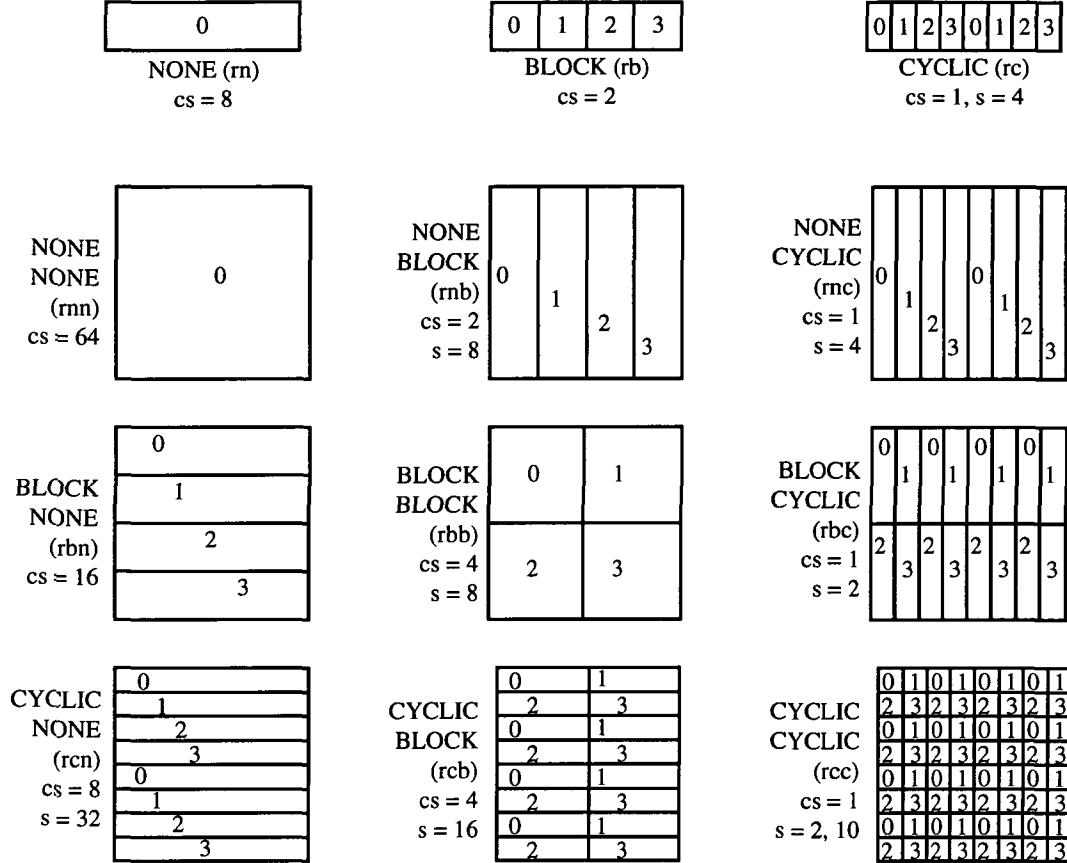 0
NONE (rn)
cs = 8
0 1 2 3
BLOCK (rb)
cs = 2
0 1 2 3 0 1 2 3
CYCLIC (rc)
cs = 1, s = 4
NONE
NONE
(rnn)
cs = 64
0
NONE
BLOCK
(rnb)
cs = 2
s = 8
0
1
2
3
NONE
CYCLIC
(rnc)
cs = 1
s = 4
0 0
1 1
2 2
3 3
BLOCK
NONE
(rbn)
cs = 16
0
1
2
3
BLOCK
BLOCK
(rbb)
cs = 4
s = 8
0 1
2 3
BLOCK
CYCLIC
(rbc)
cs = 1
s = 2
0 0 0 0
1 1 1 1
2 2 2 2
3 3 3 3
CYCLIC
NONE
(rcn)
cs = 8
s = 32
0
1
2
3
0
1
2
3
CYCLIC
BLOCK
(rcb)
cs = 4
s = 16
0 1
2 3
0 1
2 3
0 1
2 3
0 1
2 3
CYCLIC
CYCLIC
(rcc)
cs = 1
s = 2, 10
0 1 0 1 0 1 0 1
2 3 2 3 2 3 2 3
0 1 0 1 0 1 0 1
2 3 2 3 2 3 2 3
0 1 0 1 0 1 0 1
2 3 2 3 2 3 2 3
0 1 0 1 0 1 0 1
2 3 2 3 2 3 2 3